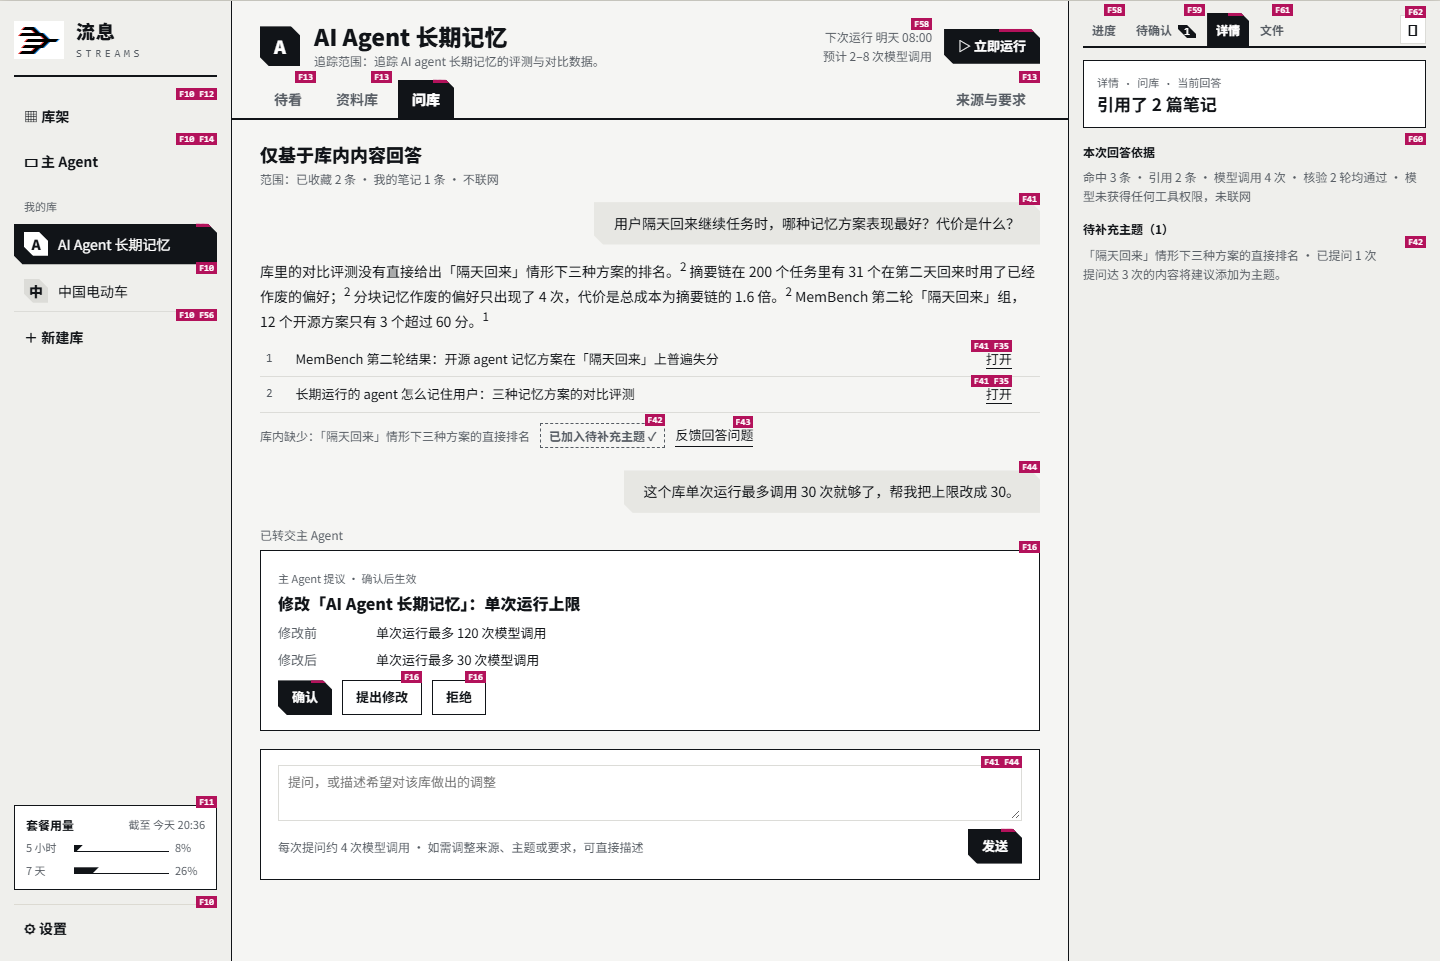 流息
STREAMS
F10 F12
库架
F10 F14
主 Agent
我的库
A AI Agent 长期记忆
F10
中 中国电动车
F10 F56
＋ 新建库
F11
套餐用量 截至 今天 20:36
5 小时 8%
7 天 26%
F10
设置
A AI Agent 长期记忆
追踪范围：追踪 AI agent 长期记忆的评测与对比数据。
F58
下次运行 明天 08:00
预计 2–8 次模型调用
▷ 立即运行
F13 F13 F13
待看 资料库 问库 来源与要求
仅基于库内内容回答
范围：已收藏 2 条 · 我的笔记 1 条 · 不联网
F41
用户隔天回来继续任务时，哪种记忆方案表现最好？代价是什么？
库里的对比评测没有直接给出「隔天回来」情形下三种方案的排名。2 摘要链在 200 个任务里有 31 个在第二天回来时用了已经
作废的偏好；2 分块记忆作废的偏好只出现了 4 次，代价是总成本为摘要链的 1.6 倍。2 MemBench 第二轮「隔天回来」组，
12 个开源方案只有 3 个超过 60 分。1
F41 F35
1 MemBench 第二轮结果：开源 agent 记忆方案在「隔天回来」上普遍失分 打开
F41 F35
2 长期运行的 agent 怎么记住用户：三种记忆方案的对比评测 打开
F42 F43
库内缺少：「隔天回来」情形下三种方案的直接排名 已加入待补充主题 ✓ 反馈回答问题
F44
这个库单次运行最多调用 30 次就够了，帮我把上限改成 30。
已转交主 Agent
F16
主 Agent 提议 · 确认后生效
修改「AI Agent 长期记忆」：单次运行上限
修改前 单次运行最多 120 次模型调用
修改后 单次运行最多 30 次模型调用
F16 F16
确认 提出修改 拒绝
F41 F44
提问，或描述希望对该库做出的调整
每次提问约 4 次模型调用 · 如需调整来源、主题或要求，可直接描述
发送
F58 F59 F61 F62
进度 待确认 1 详情 文件
详情 · 问库 · 当前回答
引用了 2 篇笔记
F60
本次回答依据
命中 3 条 · 引用 2 条 · 模型调用 4 次 · 核验 2 轮均通过 · 模
型未获得任何工具权限，未联网
待补充主题（1）
F42
「隔天回来」情形下三种方案的直接排名 · 已提问 1 次
提问达 3 次的内容将建议添加为主题。